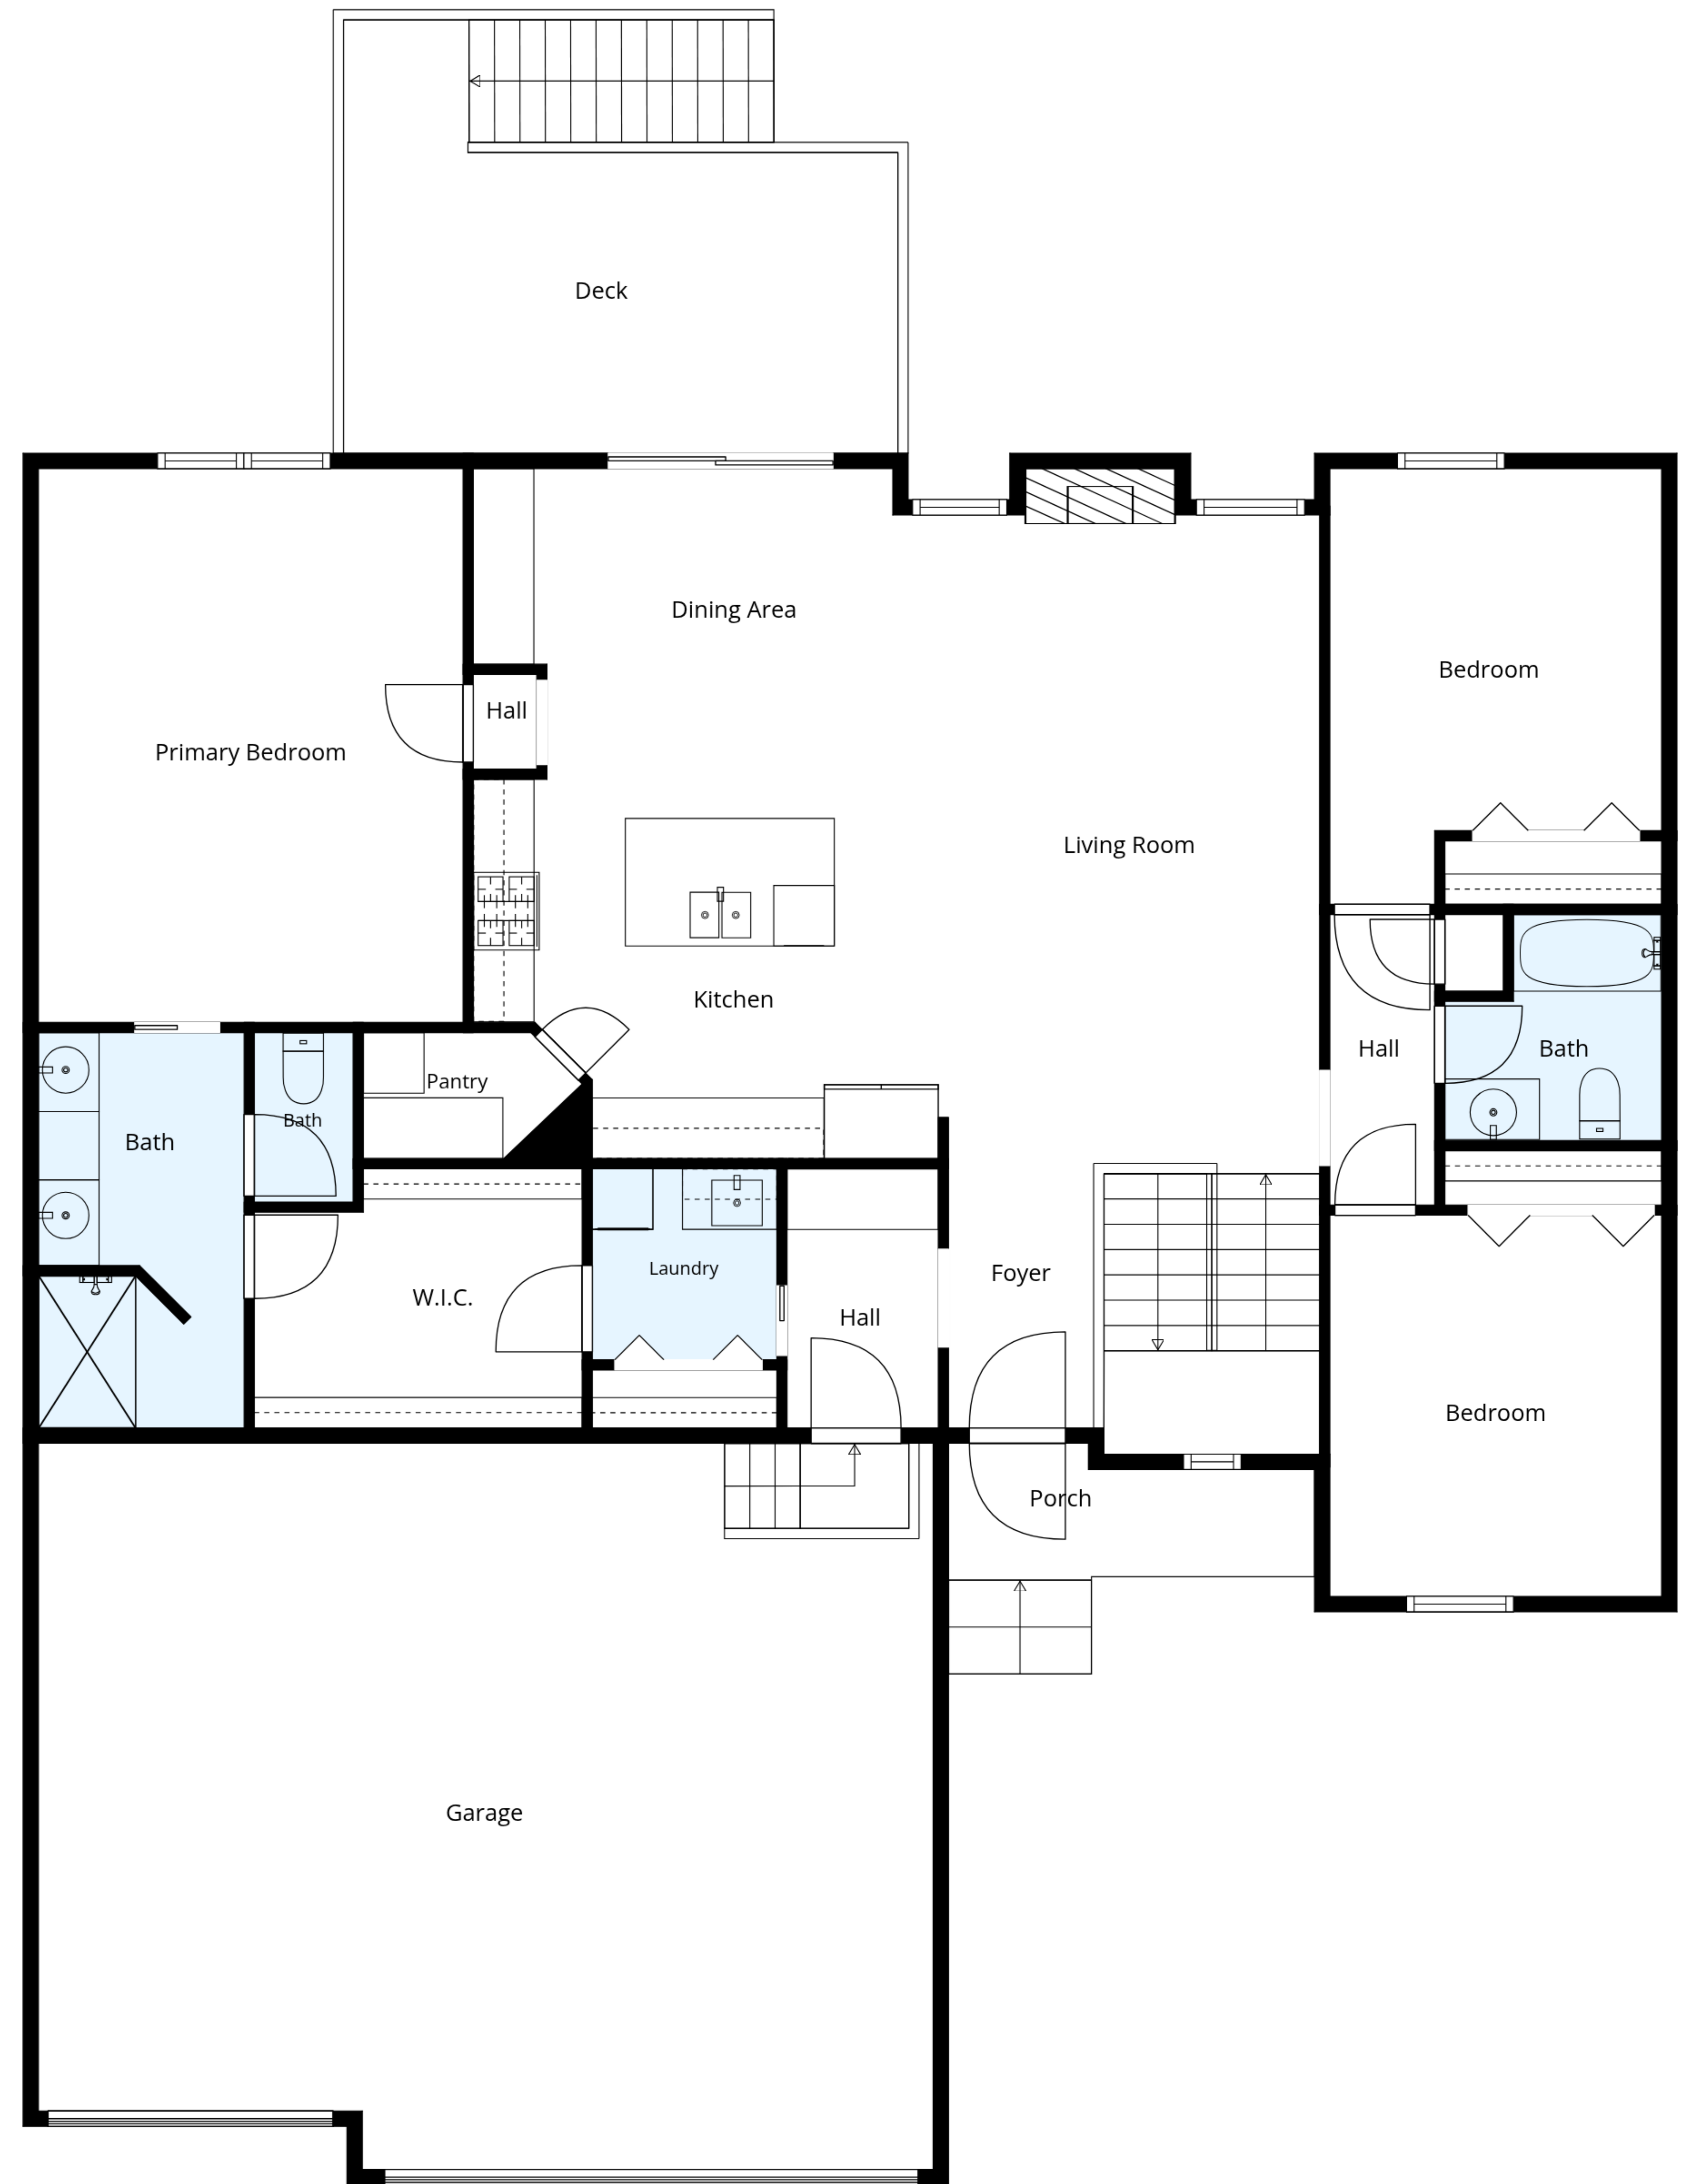 Deck
Dining Area
Bedroom
Hall
Primary Bedroom
Living Room
Kitchen
Hall
Bath
Pantry
Bath
Bath
Laundry
Foyer
W.I.C.
Hall
Bedroom
Porch
Garage